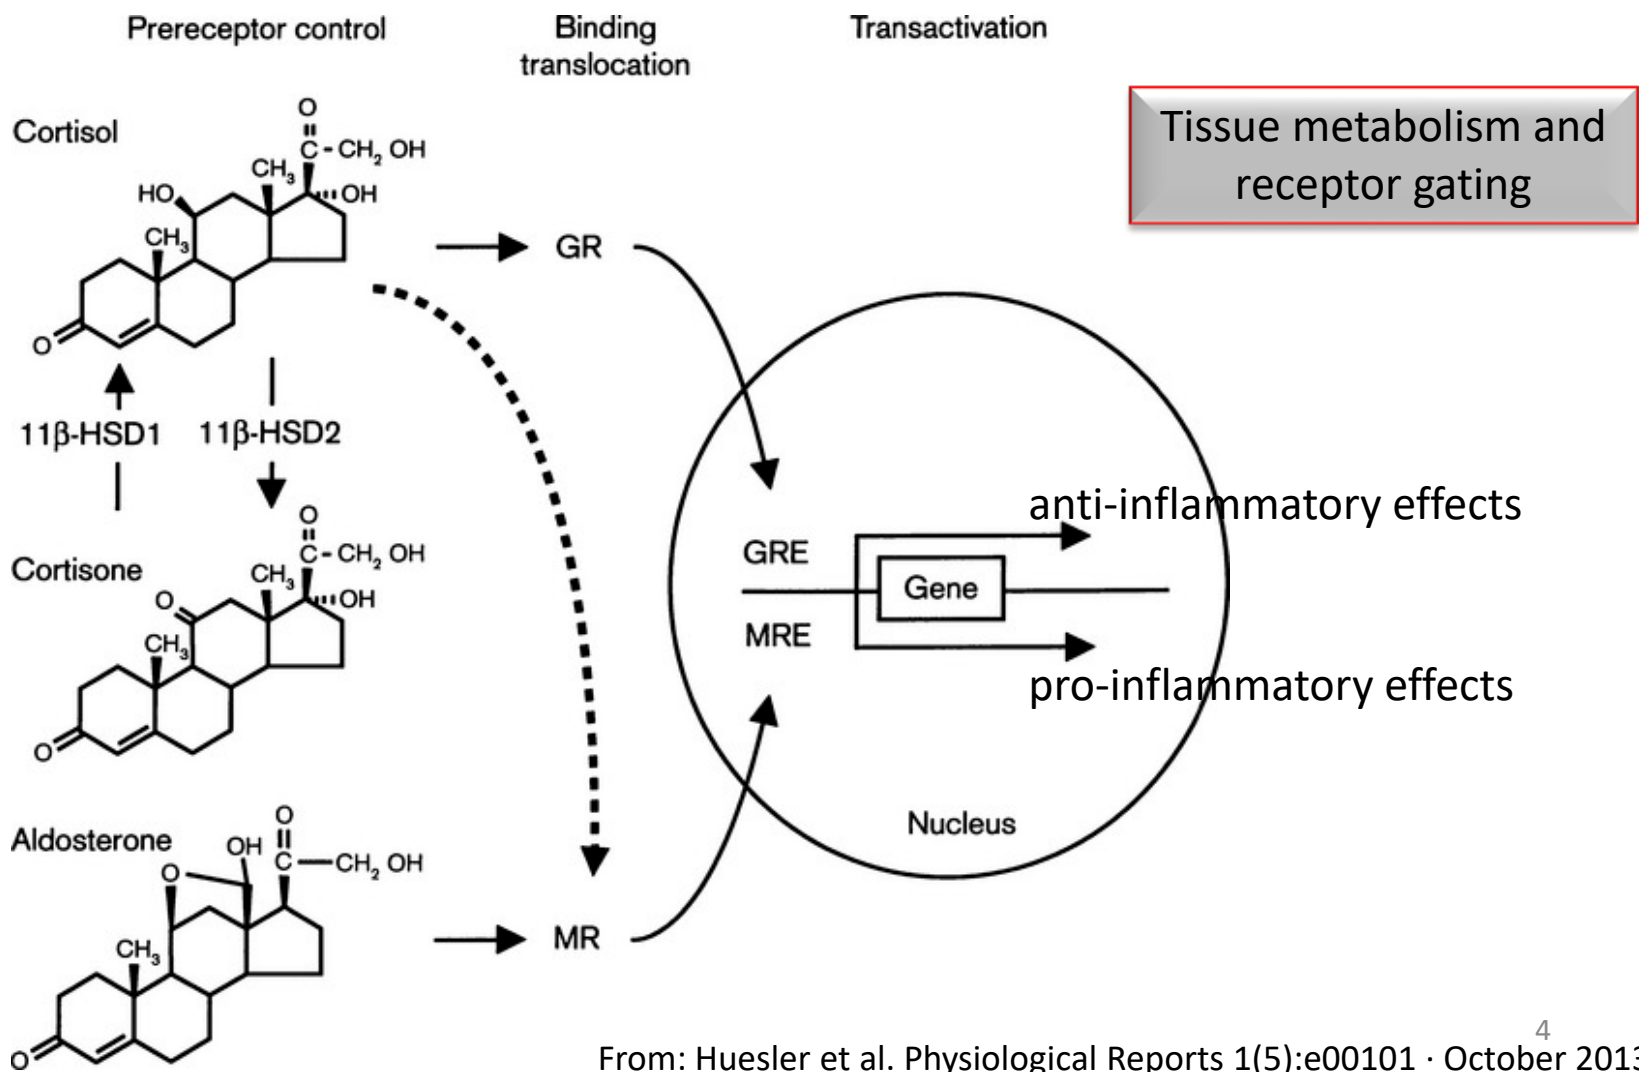 Prereceptor control
Binding
translocation
Transactivation
Tissue metabolism and
receptor gating
Cortisol
O
C-CH2 OH
CH3
HO
OH
CH3
O
GR
11β-HSD1
11β-HSD2
Cortisone
O
C-CH2 OH
CH3
O
OH
CH3
O
anti-inflammatory effects
GRE
Gene
MRE
pro-inflammatory effects
Nucleus
Aldosterone
O
OH
C—CH2 OH
O
CH3
O
MR
4
From: Huesler et al. Physiological Reports 1(5):e00101 · October 2013